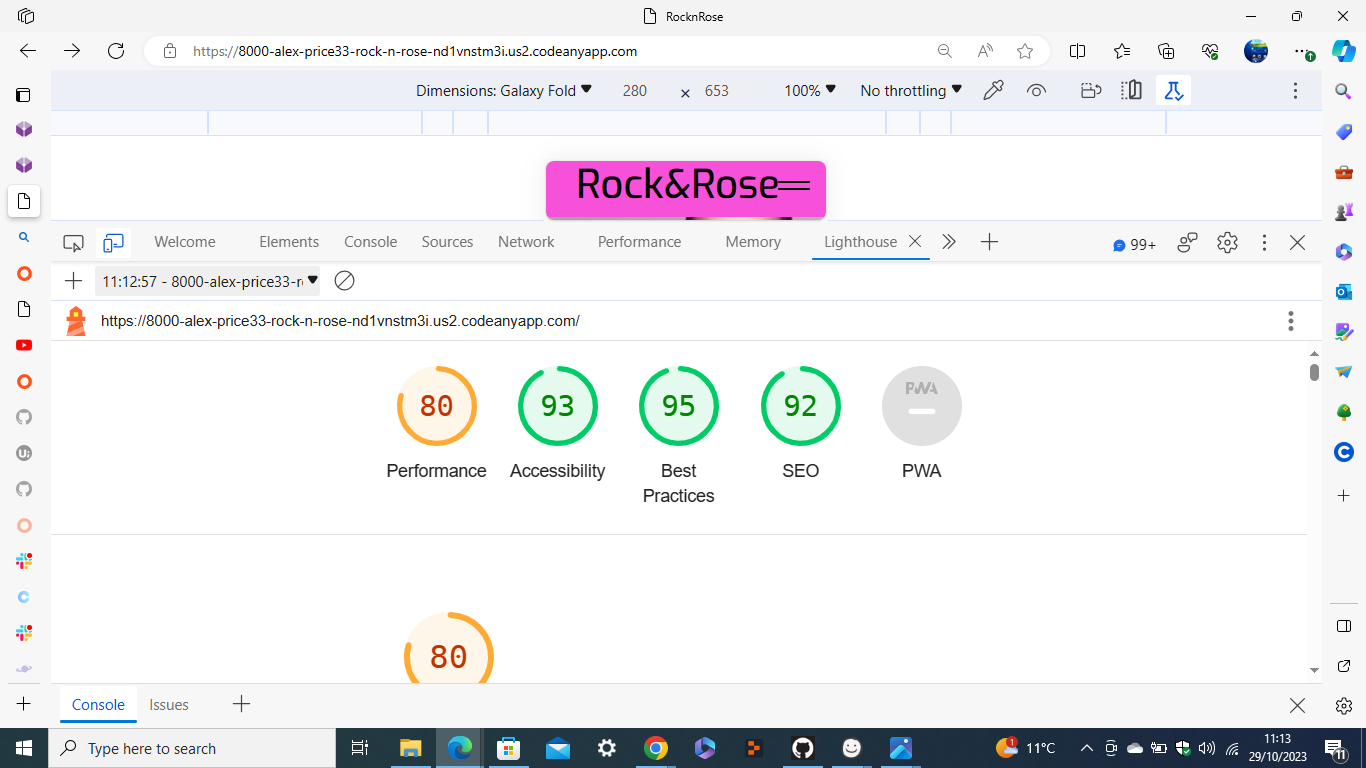 RocknRose
https://8000-alex-price33-rock-n-rose-nd1vnstm3i.us2.codeanyapp.com
Dimensions: Galaxy Fold 280 × 653 100% No throttling
Rock&Rose
Welcome Elements Console Sources Network Performance Memory Lighthouse 99+
11:12:57 - 8000-alex-price33-r
https://8000-alex-price33-rock-n-rose-nd1vnstm3i.us2.codeanyapp.com/
80 93 95 92 PWA
Performance Accessibility Best Practices SEO PWA
80
Console Issues
Type here to search
1 11°C
11:13
29/10/2023
11